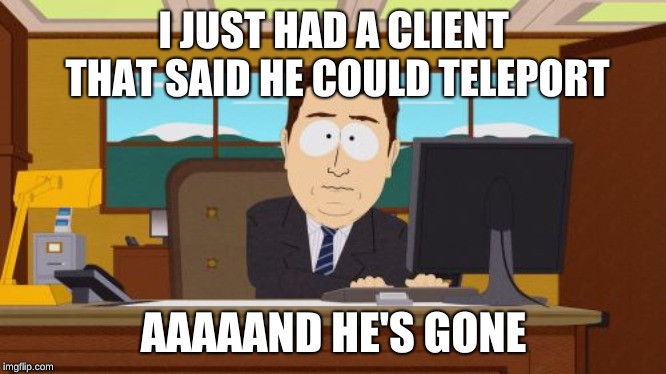 I JUST HAD A CLIENT
THAT SAID HE COULD TELEPORT
AAAAAND HE'S GONE
imgflip.com